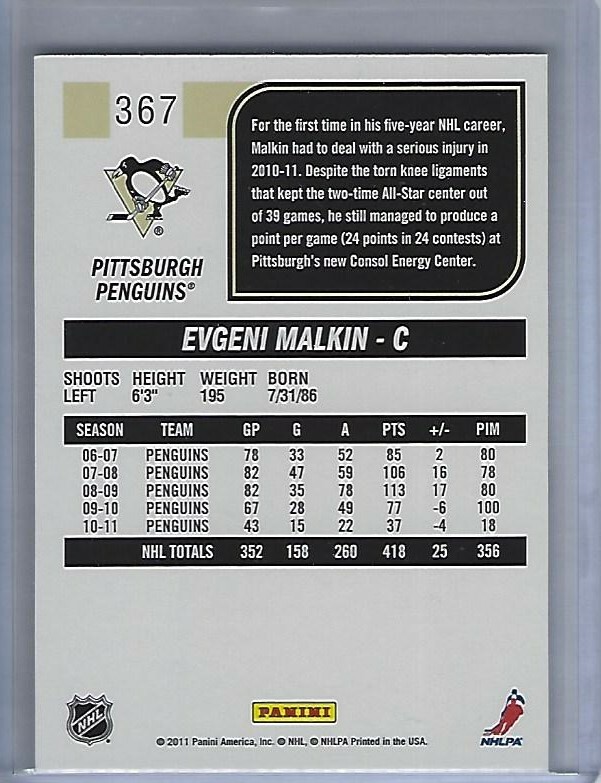 367
For the first time in his five-year NHL career,
Malkin had to deal with a serious injury in
2010-11. Despite the torn knee ligaments
that kept the two-time All-Star center out
of 39 games, he still managed to produce a
point per game (24 points in 24 contests) at
Pittsburgh's new Consol Energy Center.
®
PITTSBURGH
PENGUINS®
EVGENI MALKIN - C
SHOOTS HEIGHT WEIGHT BORN
LEFT 6'3" 195 7/31/86
SEASON TEAM GP G A PTS +/- PIM
06-07 PENGUINS 78 33 52 85 2 80
07-08 PENGUINS 82 47 59 106 16 78
08-09 PENGUINS 82 35 78 113 17 80
09-10 PENGUINS 67 28 49 77 -6 100
10-11 PENGUINS 43 15 22 37 -4 18
NHL TOTALS 352 158 260 418 25 356
NHL
PANINI
NHLPA
© 2011 Panini America, Inc. © NHL, © NHLPA Printed in the USA.